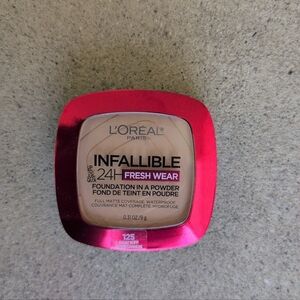 L'ORÉAL
PARIS
INFALLIBLE
24H FRESH WEAR
FOUNDATION IN A POWDER
FOND DE TEINT EN POUDRE
FULL MATTE COVERAGE, WATERPROOF
COUVRANCE MAT COMPLÈTE, HYDROFUGE
0.31 OZ/9 g
125